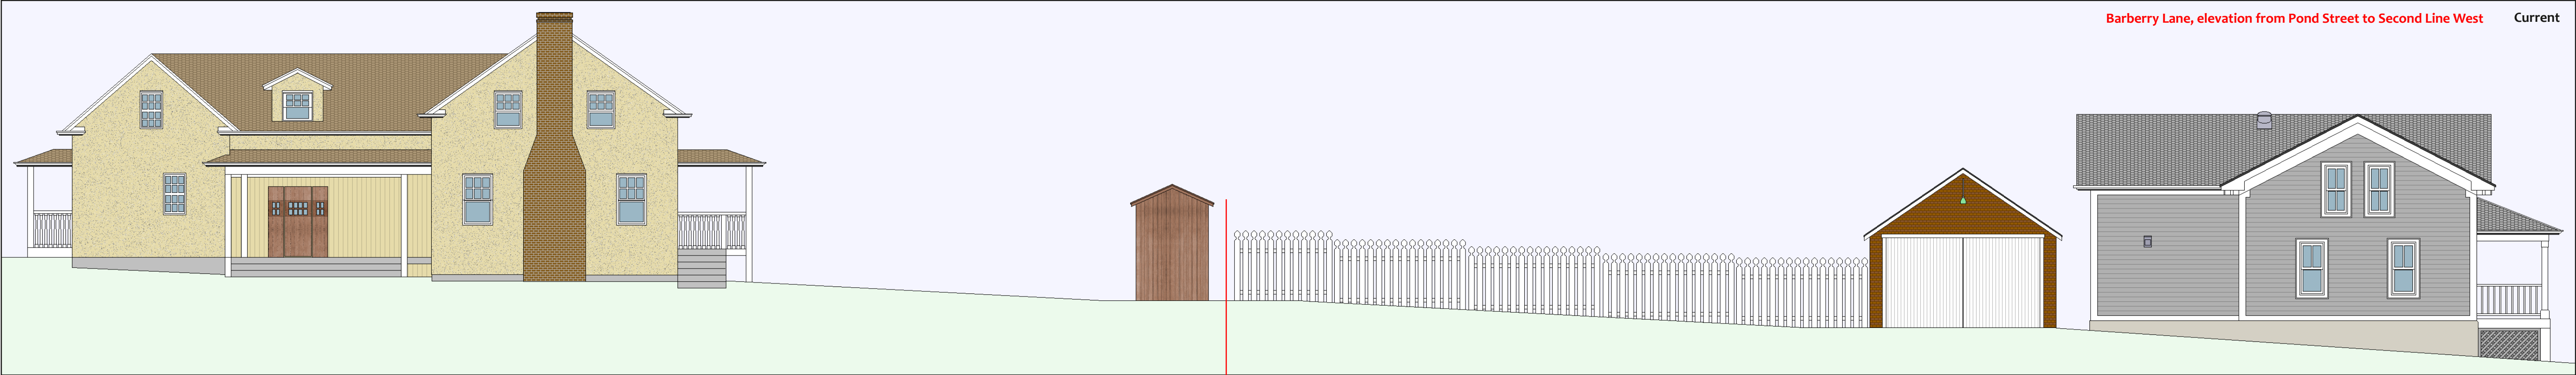 Barberry Lane, elevation from Pond Street to Second Line West Current